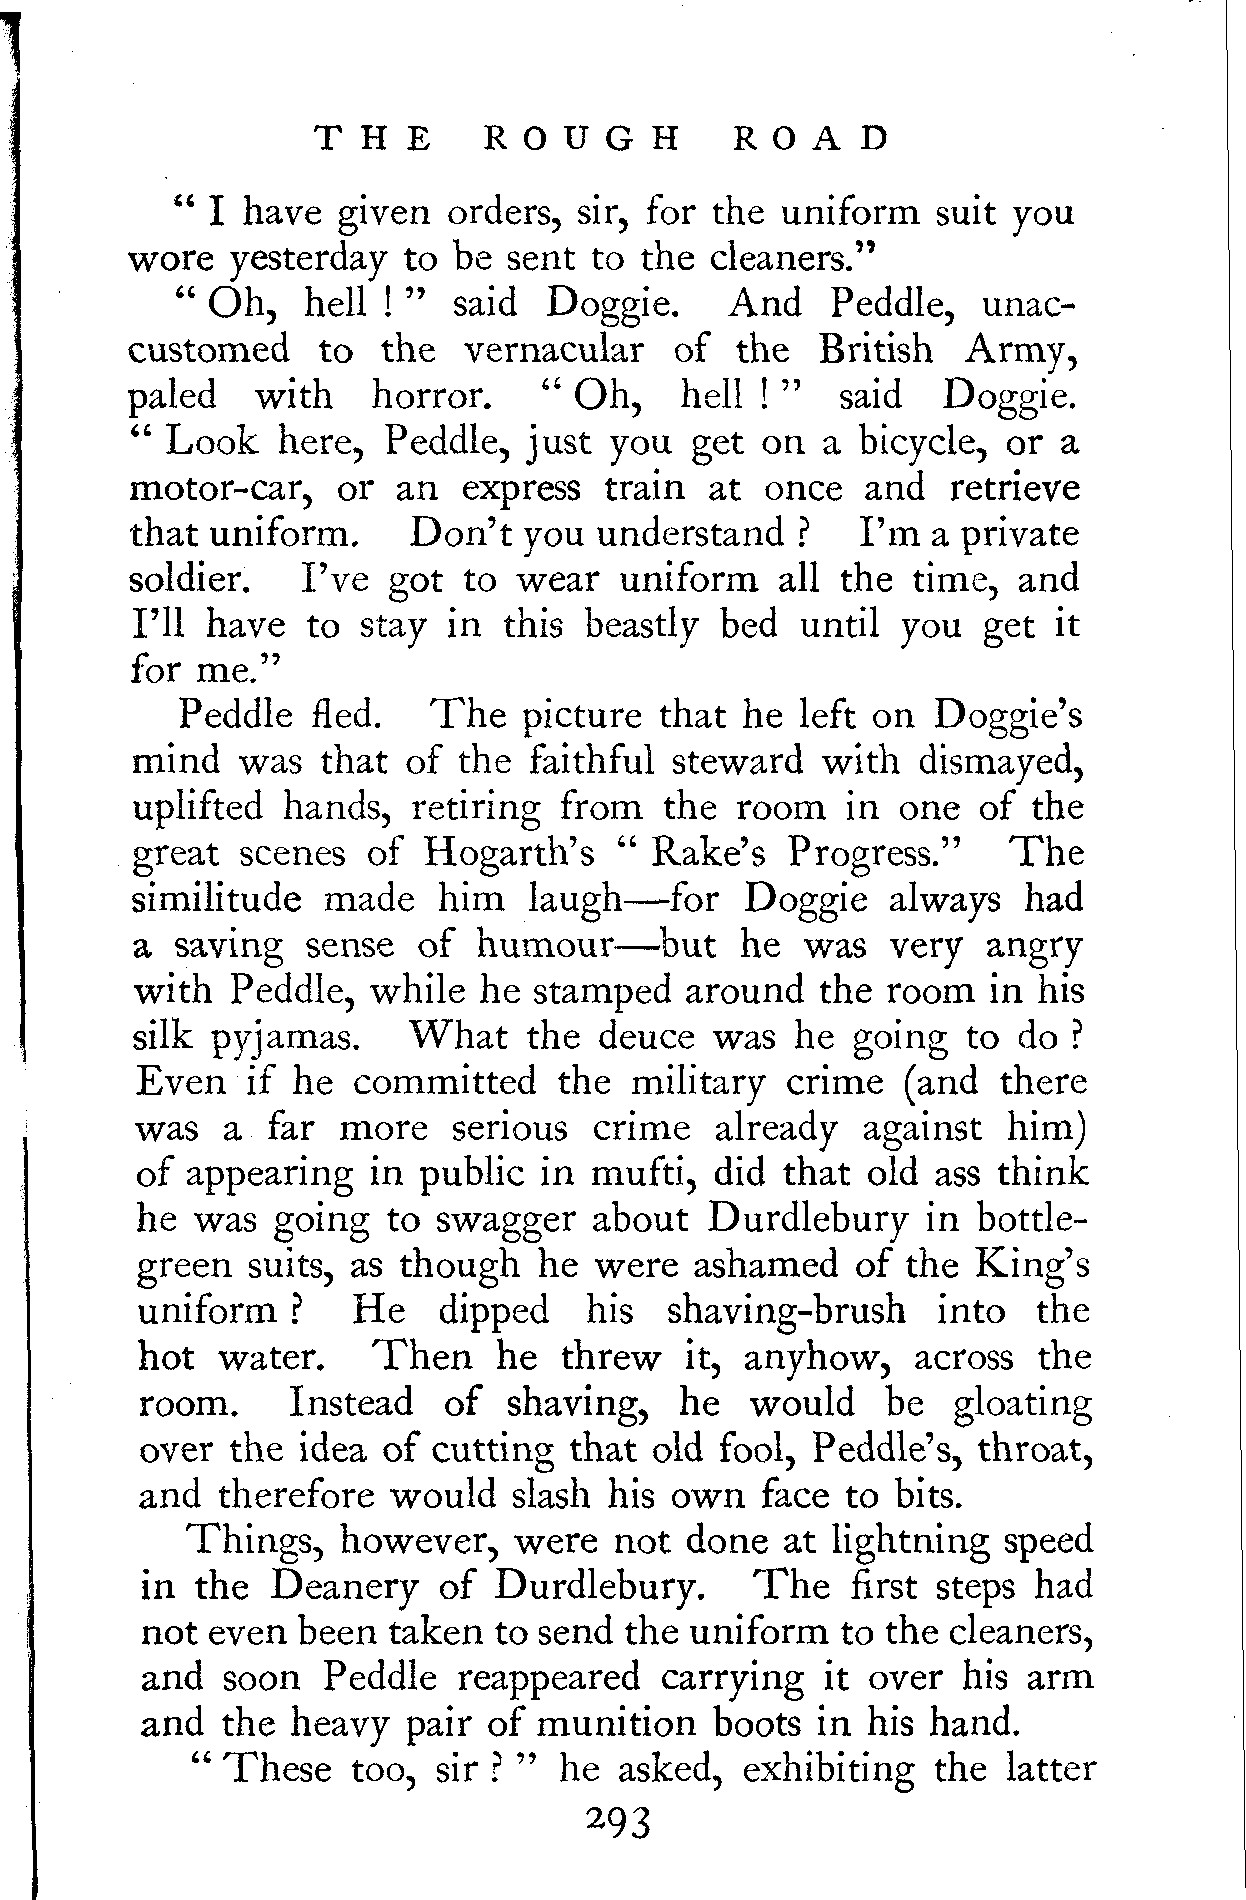 THE ROUGH ROAD
“ I have given orders, sir, for the uniform suit you
wore yesterday to be sent to the cleaners.”
“ Oh, hell ! ” said Doggie. And Peddle, unac-
customed to the vernacular of the British Army,
paled with horror. “ Oh, hell ! ” said Doggie.
“ Look here, Peddle, just you get on a bicycle, or a
motor-car, or an express train at once and retrieve
that uniform. Don’t you understand ? I’m a private
soldier. I’ve got to wear uniform all the time, and
I’ll have to stay in this beastly bed until you get it
for me.”
Peddle fled. The picture that he left on Doggie’s
mind was that of the faithful steward with dismayed,
uplifted hands, retiring from the room in one of the
great scenes of Hogarth’s “ Rake’s Progress.” The
similitude made him laugh—for Doggie always had
a saving sense of humour—but he was very angry
with Peddle, while he stamped around the room in his
silk pyjamas. What the deuce was he going to do ?
Even if he committed the military crime (and there
was a far more serious crime already against him)
of appearing in public in mufti, did that old ass think
he was going to swagger about Durdlebury in bottle-
green suits, as though he were ashamed of the King’s
uniform ? He dipped his shaving-brush into the
hot water. Then he threw it, anyhow, across the
room. Instead of shaving, he would be gloating
over the idea of cutting that old fool, Peddle’s, throat,
and therefore would slash his own face to bits.
Things, however, were not done at lightning speed
in the Deanery of Durdlebury. The first steps had
not even been taken to send the uniform to the cleaners,
and soon Peddle reappeared carrying it over his arm
and the heavy pair of munition boots in his hand.
“ These too, sir ? ” he asked, exhibiting the latter
293